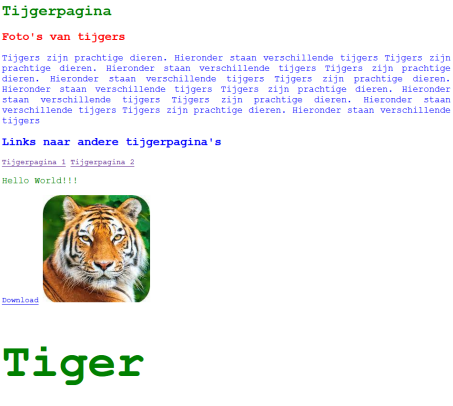 Tijgerpagina
Foto's van tijgers
Tijgers zijn prachtige dieren. Hieronder staan verschillende tijgers Tijgers zijn
prachtige dieren. Hieronder staan verschillende tijgers Tijgers zijn prachtige
dieren. Hieronder staan verschillende tijgers Tijgers zijn prachtige dieren.
Hieronder staan verschillende tijgers Tijgers zijn prachtige dieren. Hieronder
staan verschillende tijgers Tijgers zijn prachtige dieren. Hieronder staan
verschillende tijgers Tijgers zijn prachtige dieren. Hieronder staan verschillende
tijgers
Links naar andere tijgerpagina's
Tijgerpagina 1 Tijgerpagina 2
Hello World!!!
Download
Tiger